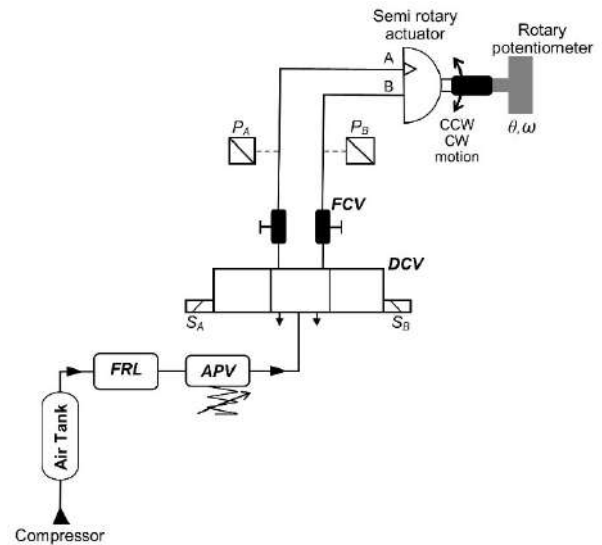 Semi rotary
actuator
Rotary
potentiometer
A
B
CCW
CW
motion
θ, ω
P_A
P_B
FCV
DCV
S_A
S_B
FRL
APV
Air Tank
Compressor